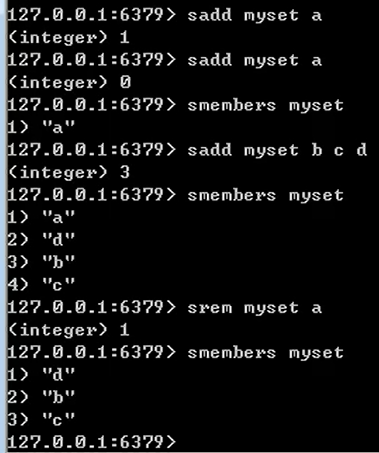 127.0.0.1:6379> sadd myset a
(integer) 1
127.0.0.1:6379> sadd myset a
(integer) 0
127.0.0.1:6379> smembers myset
1) "a"
127.0.0.1:6379> sadd myset b c d
(integer) 3
127.0.0.1:6379> smembers myset
1) "a"
2) "d"
3) "b"
4) "c"
127.0.0.1:6379> srem myset a
(integer) 1
127.0.0.1:6379> smembers myset
1) "d"
2) "b"
3) "c"
127.0.0.1:6379>